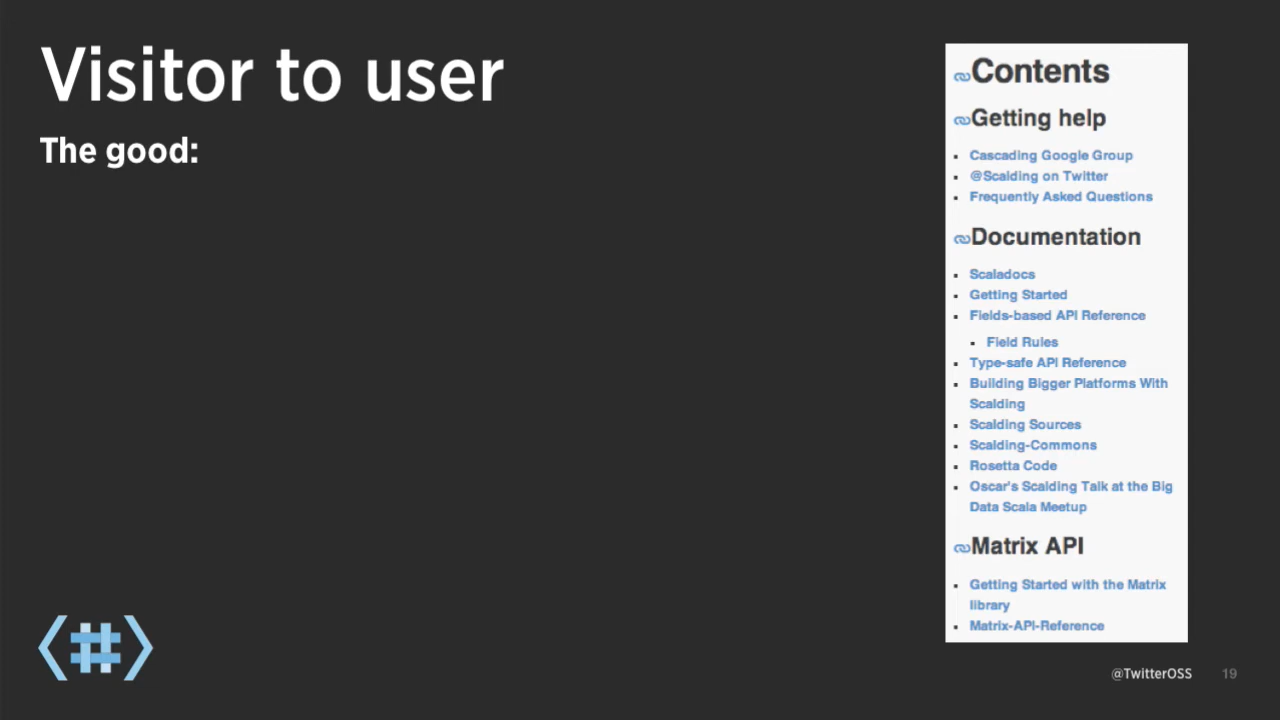 Visitor to user
The good:
Contents
Getting help
Cascading Google Group
@Scalding on Twitter
Frequently Asked Questions
Documentation
Scaladocs
Getting Started
Fields-based API Reference
Field Rules
Type-safe API Reference
Building Bigger Platforms With
Scalding
Scalding Sources
Scalding-Commons
Rosetta Code
Oscar's Scalding Talk at the Big
Data Scala Meetup
Matrix API
Getting Started with the Matrix
library
Matrix-API-Reference
@TwitterOSS 19